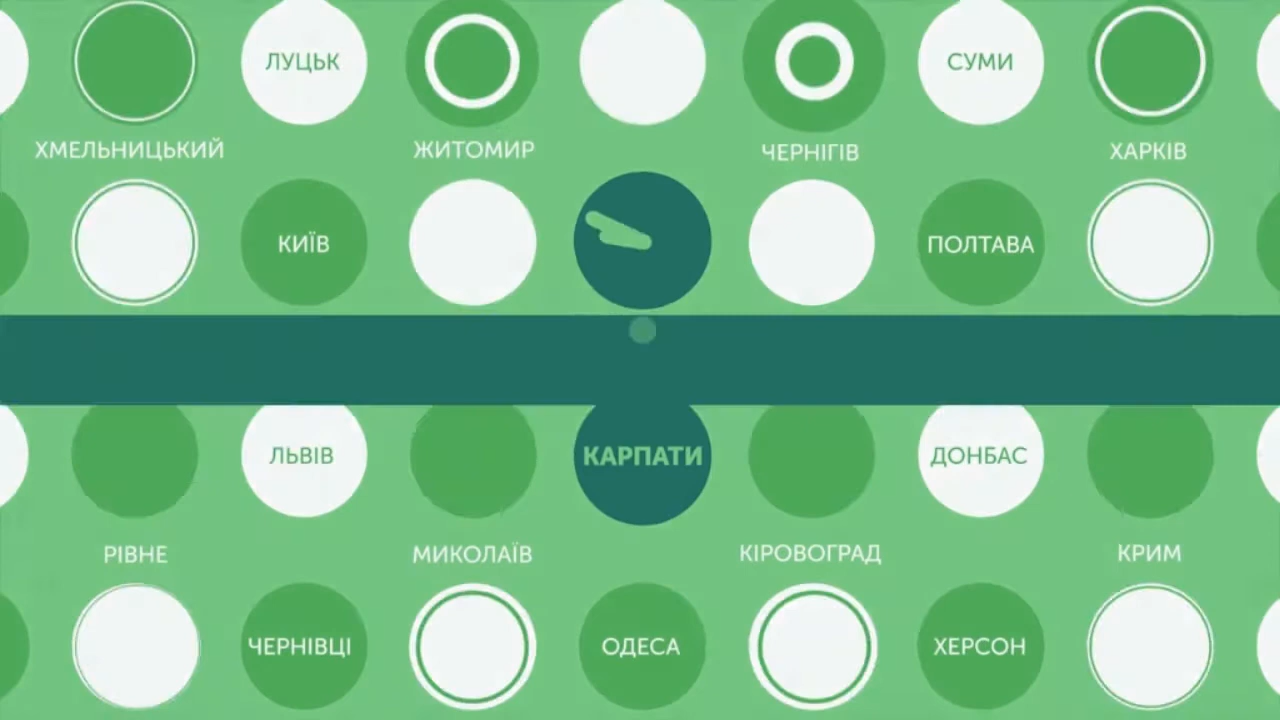 ЛУЦЬК
СУМИ
ХМЕЛЬНИЦЬКИЙ
ЖИТОМИР
ЧЕРНІГІВ
ХАРКІВ
КИЇВ
ПОЛТАВА
ЛЬВІВ
КАРПАТИ
ДОНБАС
РІВНЕ
МИКОЛАЇВ
КІРОВОГРАД
КРИМ
ЧЕРНІВЦІ
ОДЕСА
ХЕРСОН